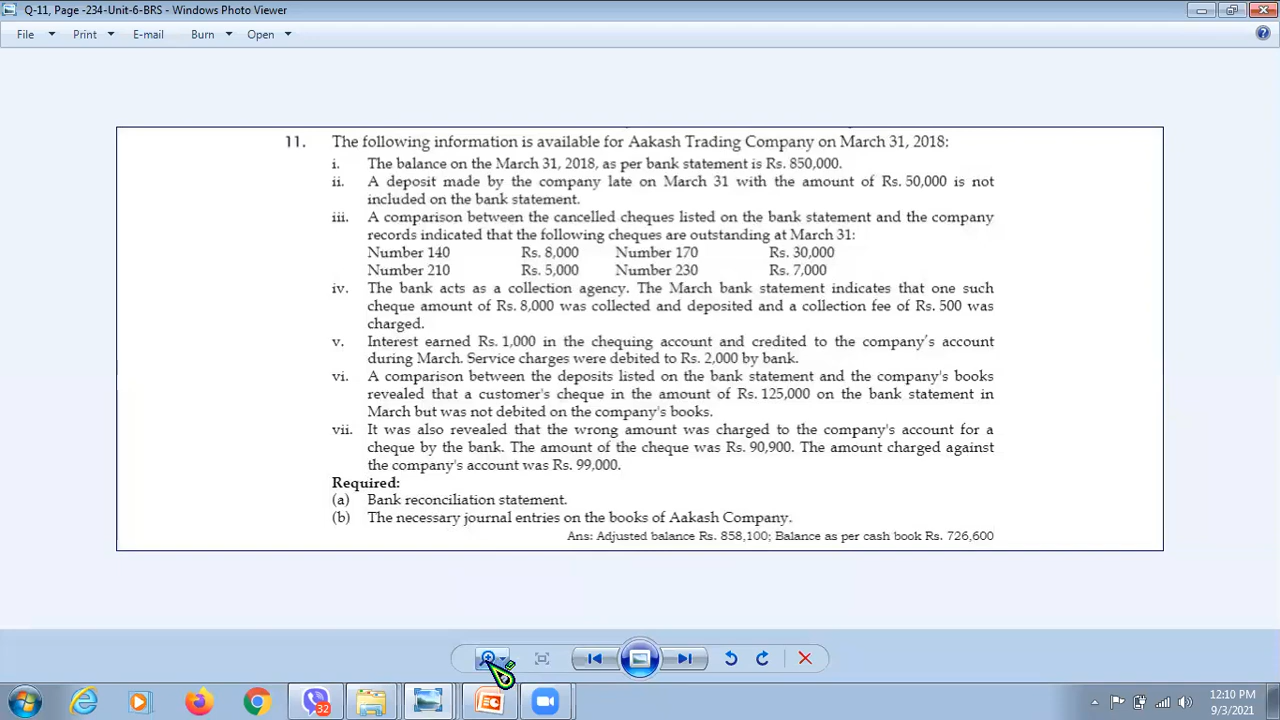 Q-11, Page -234-Unit-6-BRS - Windows Photo Viewer
File Print E-mail Burn Open
11. The following information is available for Aakash Trading Company on March 31, 2018:
i. The balance on the March 31, 2018, as per bank statement is Rs. 850,000.
ii. A deposit made by the company late on March 31 with the amount of Rs. 50,000 is not
included on the bank statement.
iii. A comparison between the cancelled cheques listed on the bank statement and the company
records indicated that the following cheques are outstanding at March 31:
Number 140 Rs. 8,000 Number 170 Rs. 30,000
Number 210 Rs. 5,000 Number 230 Rs. 7,000
iv. The bank acts as a collection agency. The March bank statement indicates that one such
cheque amount of Rs. 8,000 was collected and deposited and a collection fee of Rs. 500 was
charged.
v. Interest earned Rs. 1,000 in the chequing account and credited to the company's account
during March. Service charges were debited to Rs. 2,000 by bank.
vi. A comparison between the deposits listed on the bank statement and the company's books
revealed that a customer's cheque in the amount of Rs. 125,000 on the bank statement in
March but was not debited on the company's books.
vii. It was also revealed that the wrong amount was charged to the company's account for a
cheque by the bank. The amount of the cheque was Rs. 90,900. The amount charged against
the company's account was Rs. 99,000.
Required:
(a) Bank reconciliation statement.
(b) The necessary journal entries on the books of Aakash Company.
Ans: Adjusted balance Rs. 858,100; Balance as per cash book Rs. 726,600
32
12:10 PM
9/3/2021